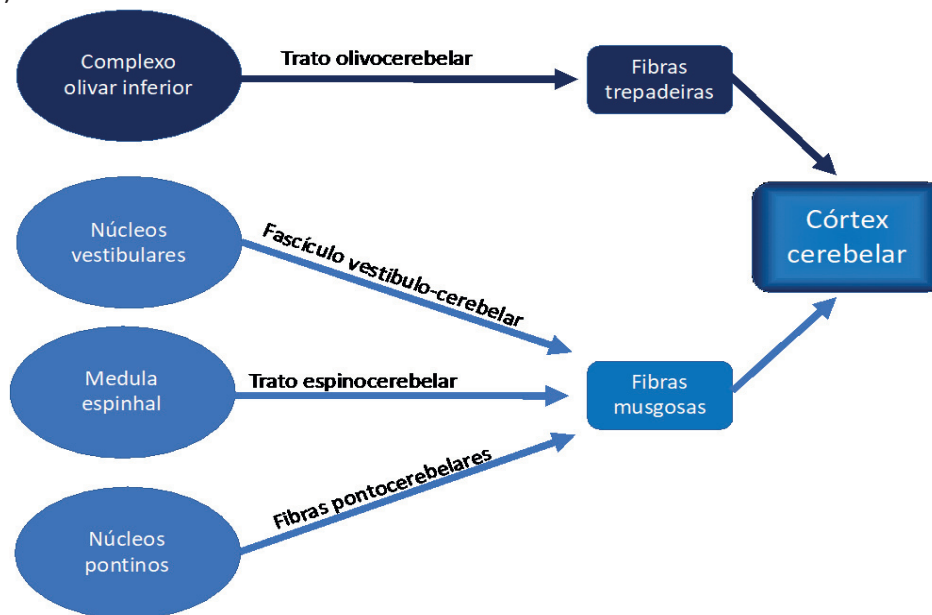 Complexo
olivar inferior
Trato olivocerebelar
Fibras
trepadeiras
Núcleos
vestibulares
Fascículo vestibulo-cerebelar
Córtex
cerebelar
Medula
espinhal
Trato espinocerebelar
Fibras
musgosas
Núcleos
pontinos
Fibras pontocerebelares